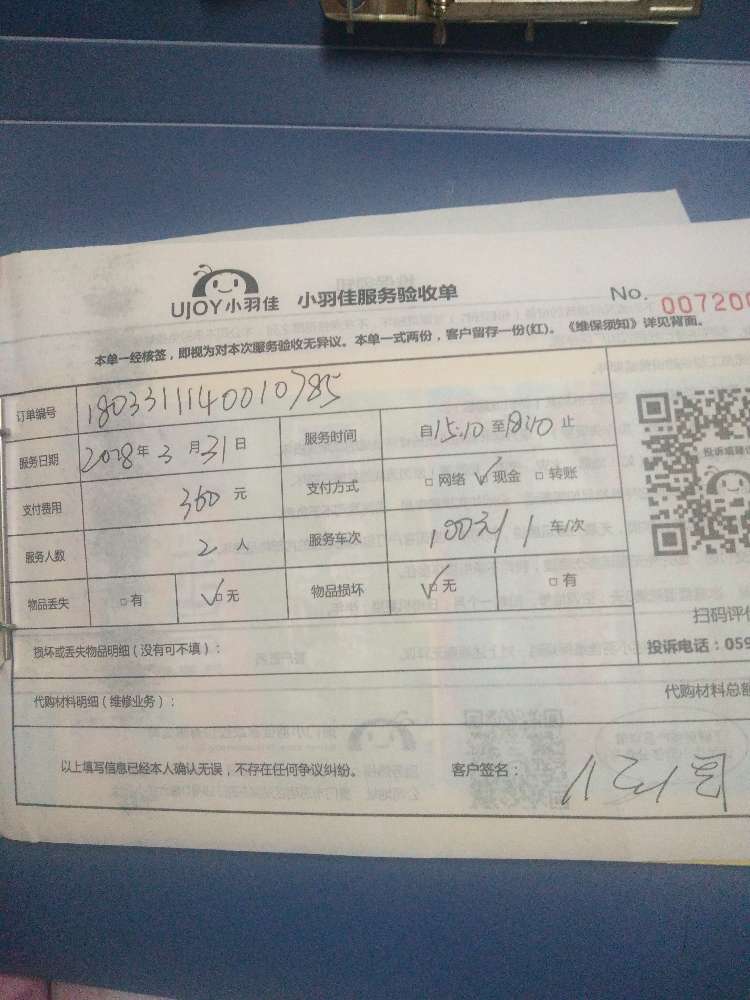 UJOY小羽佳 小羽佳服务验收单 No. 007200
本单一经核签，即视为对本次服务验收无异议。本单一式两份，客户留存一份(红)。《维保须知》详见背面。
订单编号 1803311140010785
服务日期 2018年3月31日 服务时间 自15:10至18:10止
支付费用 360元 支付方式 □网络 ☑现金 □转账
服务人数 2人 服务车次 车/次
物品丢失 □有 ☑无 物品损坏 ☑无 □有
投诉
扫码评
损坏或丢失物品明细（没有可不填）： 投诉电话：059
代购材料明细（维修业务）： 代购材料总额
以上填写信息已经本人确认无误，不存在任何争议纠纷。 客户签名：